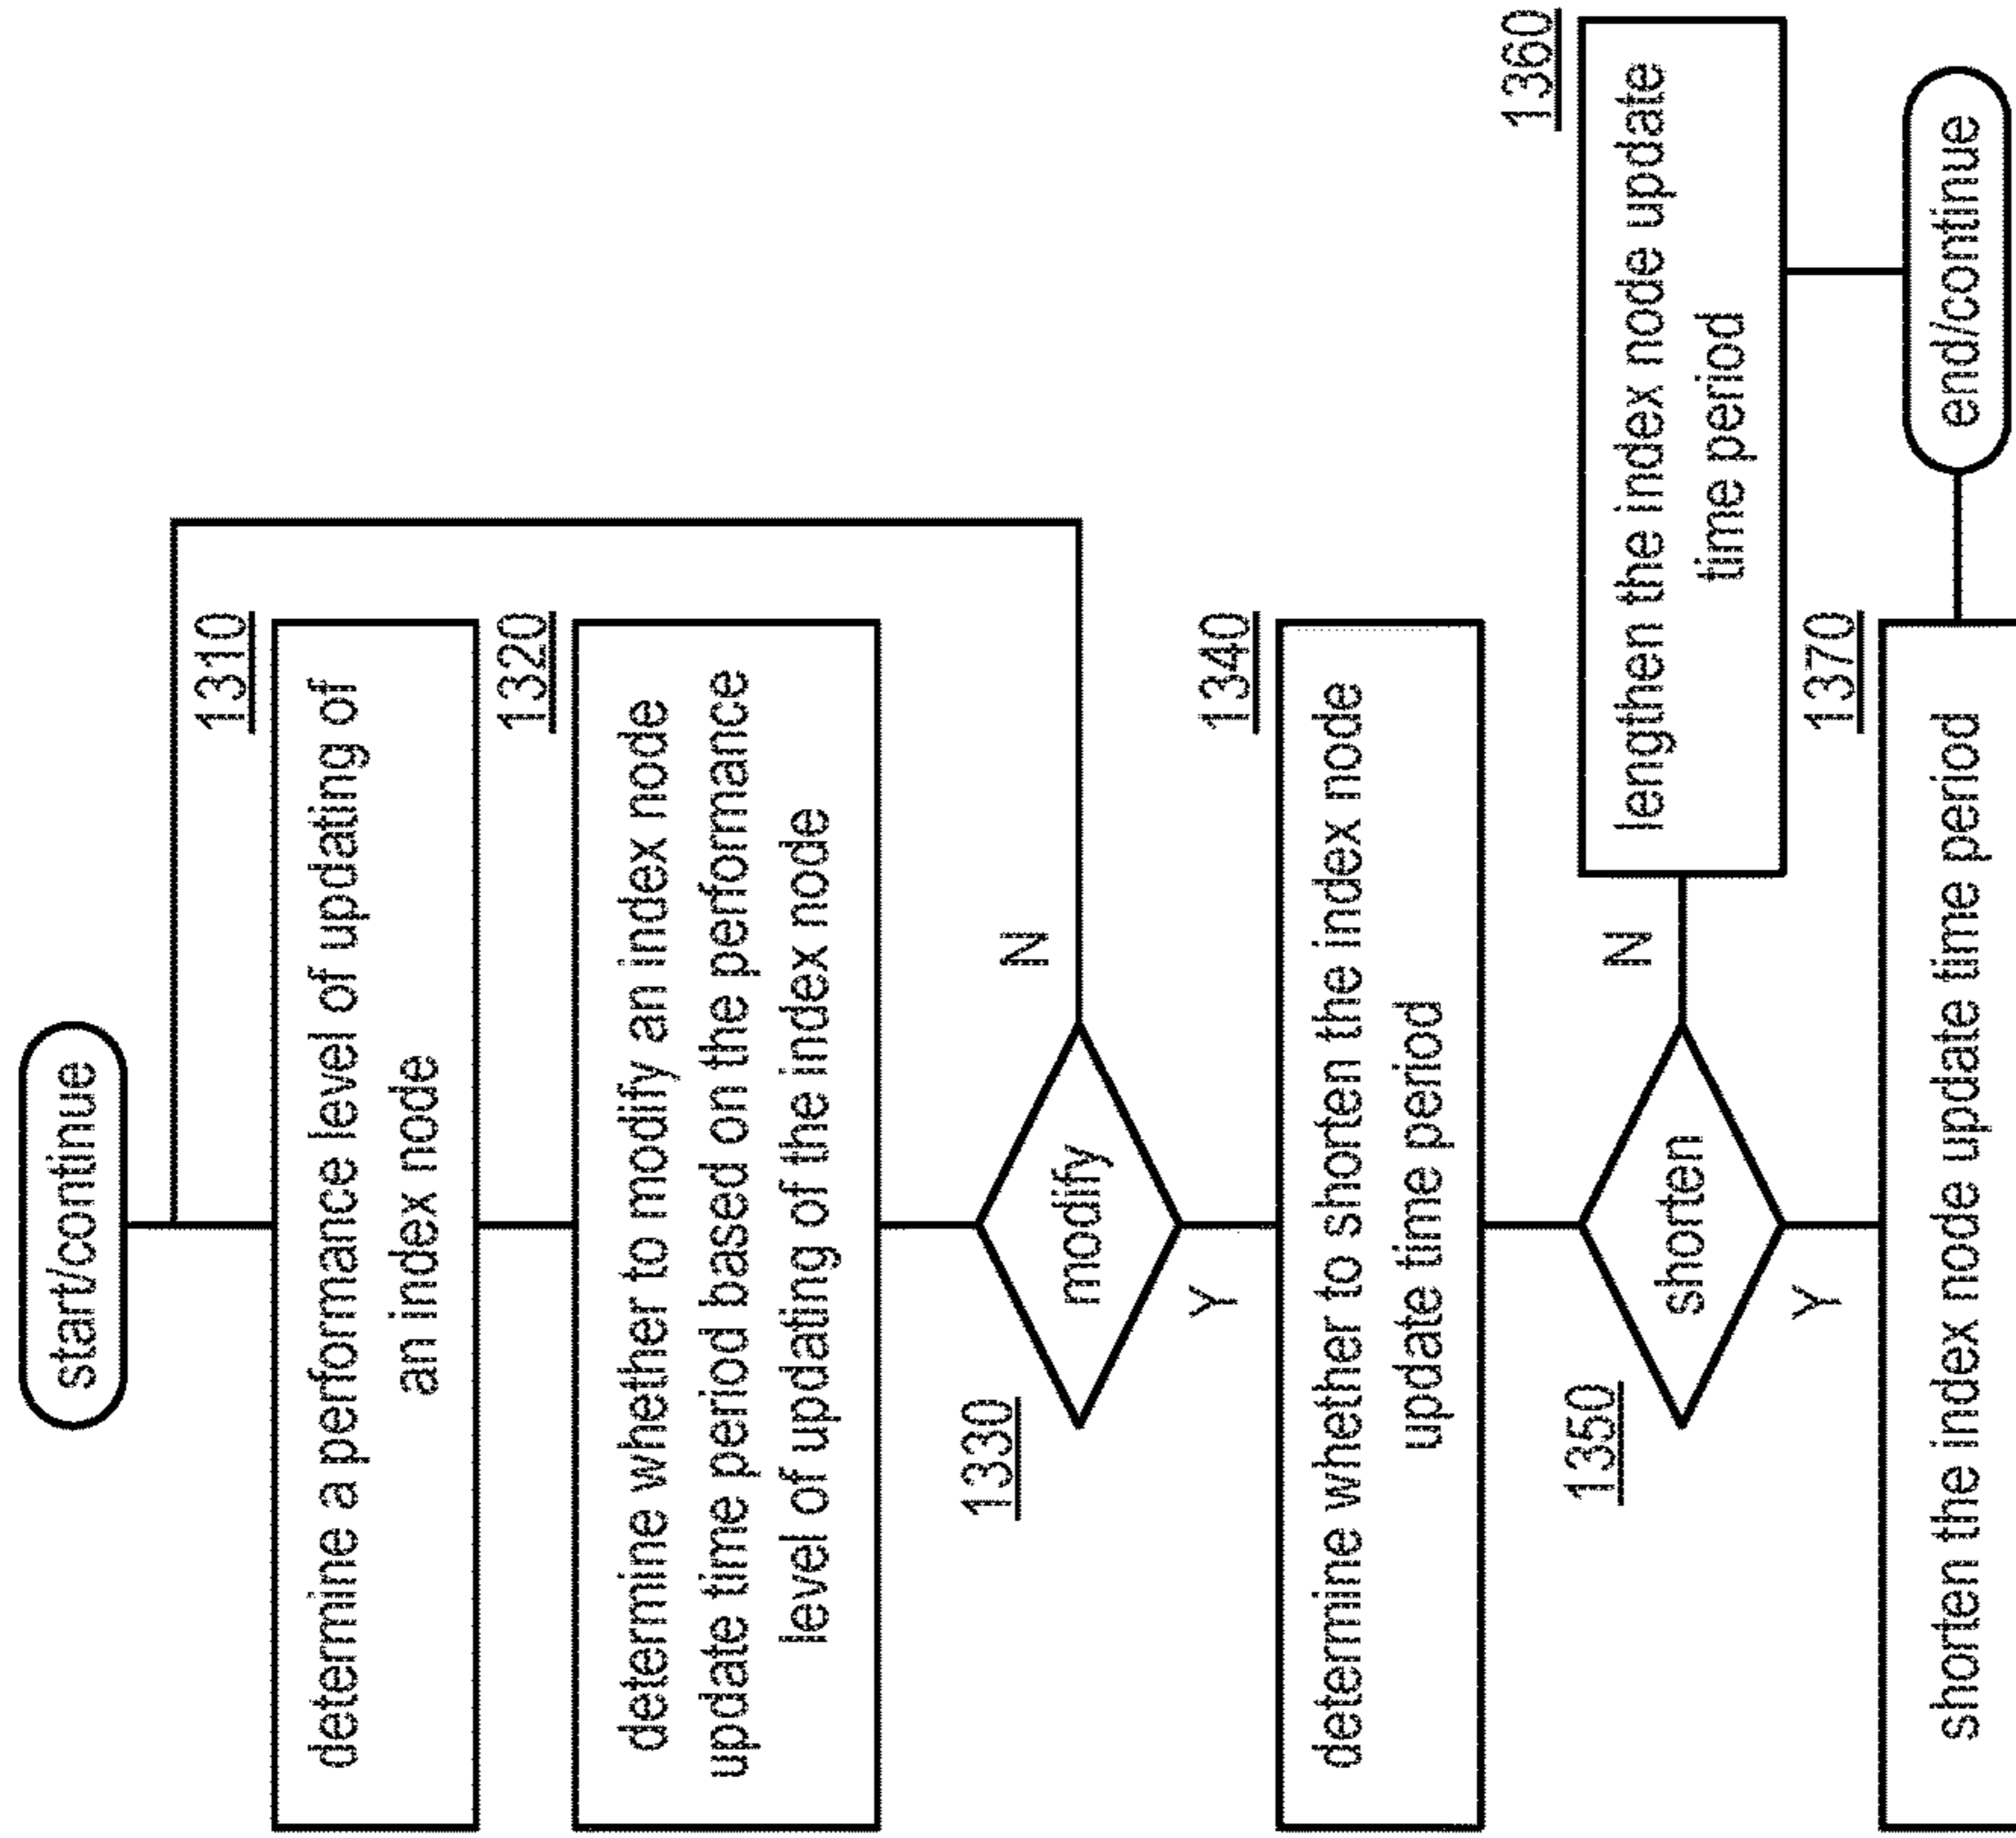 start/continue
1310
determine a performance level of updating of
an index node
1320
determine whether to modify an index node
update time period based on the performance
level of updating of the index node
1330
modify
N
Y
1340
determine whether to shorten the index node
update time period
1350
shorten
N
Y
1360
lengthen the index node update
time period
1370
shorten the index node update time period
end/continue